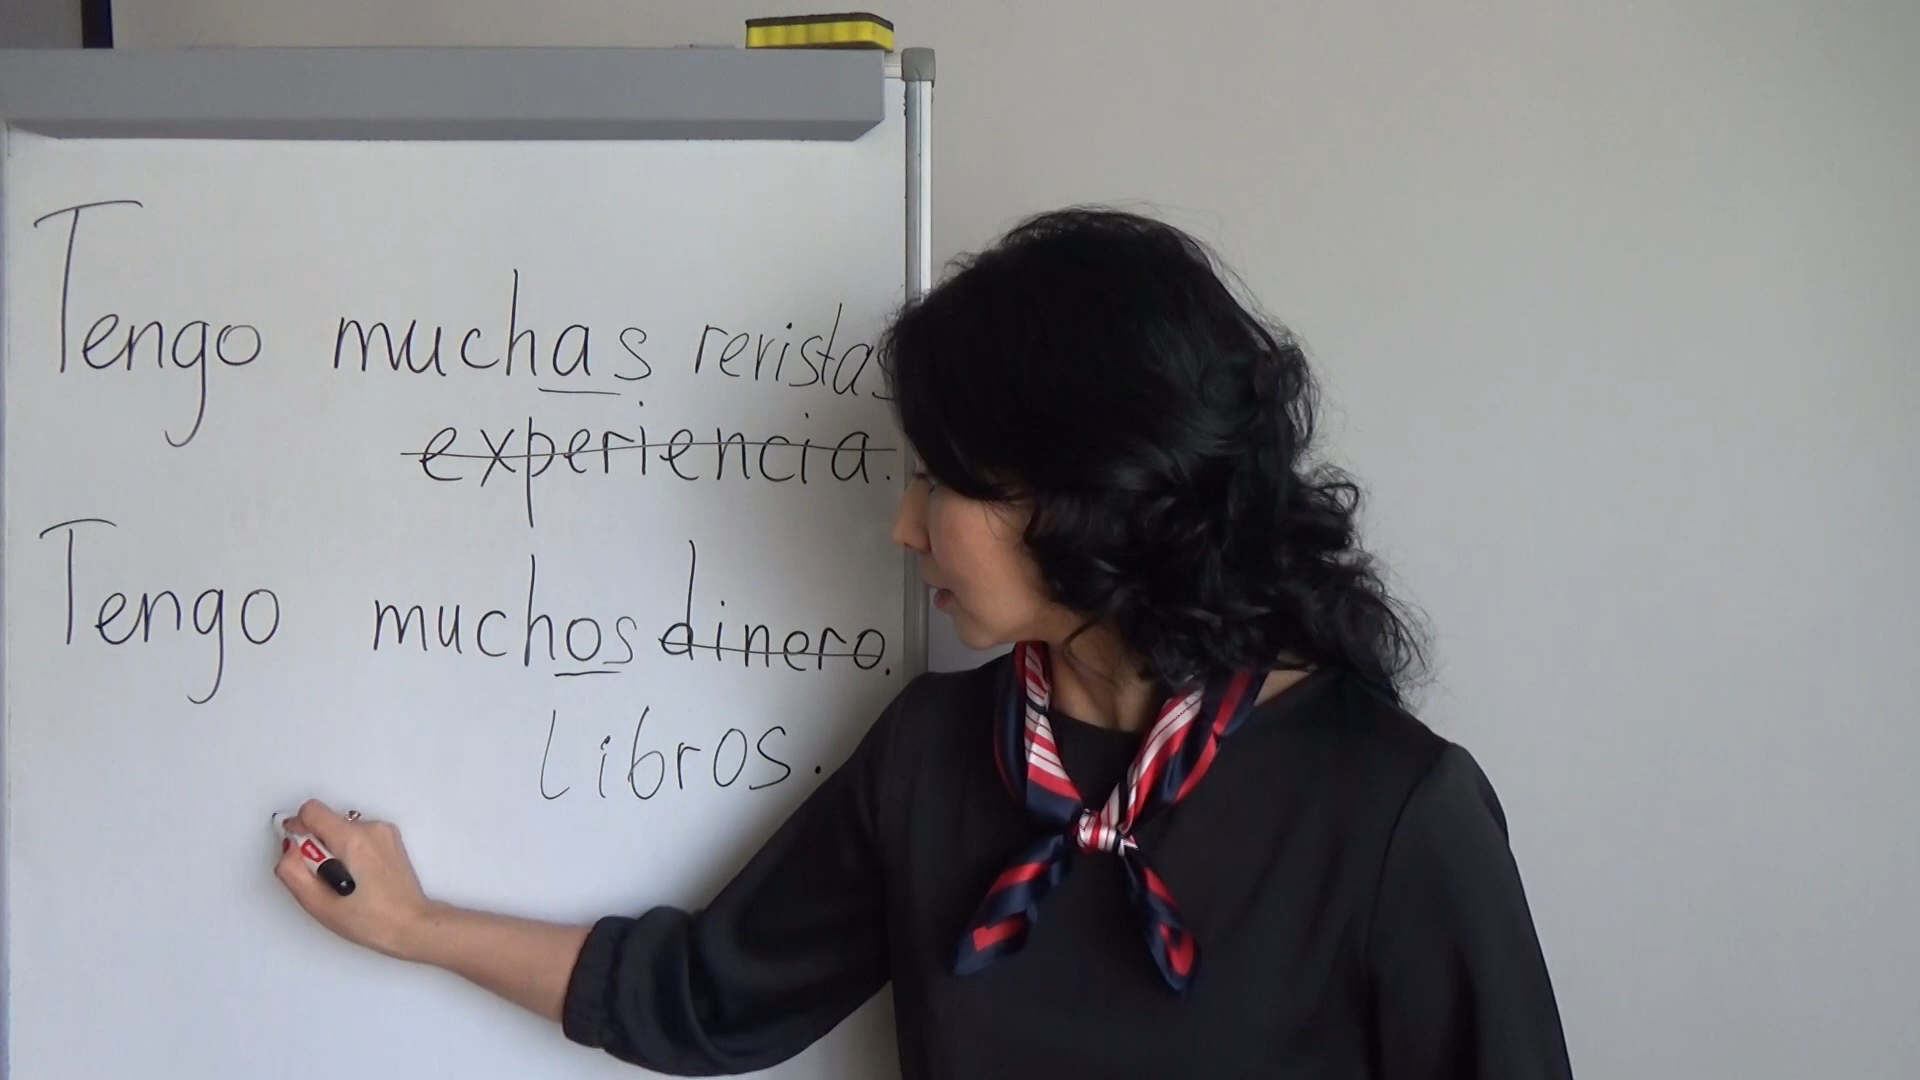 Tengo muchas revistas
experiencia.
Tengo muchos dinero.
libros.